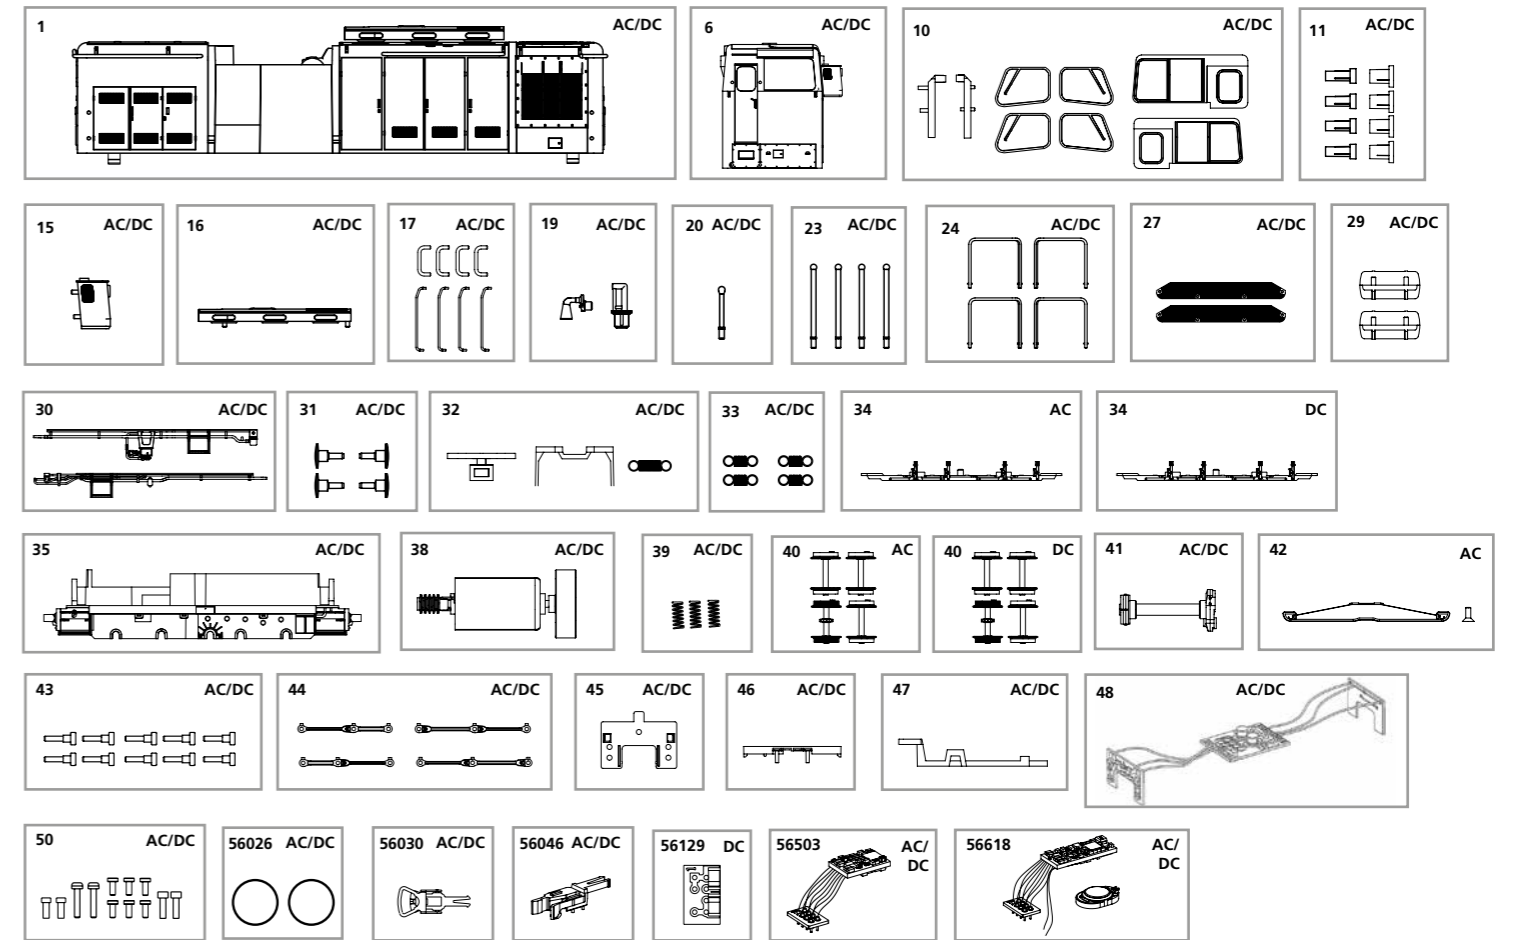 1 AC/DC
6 AC/DC
10 AC/DC
11 AC/DC
15 AC/DC
16 AC/DC
17 AC/DC
19 AC/DC
20 AC/DC
23 AC/DC
24 AC/DC
27 AC/DC
29 AC/DC
30 AC/DC
31 AC/DC
32 AC/DC
33 AC/DC
34 AC
34 DC
35 AC/DC
38 AC/DC
39 AC/DC
40 AC
40 DC
41 AC/DC
42 AC
43 AC/DC
44 AC/DC
45 AC/DC
46 AC/DC
47 AC/DC
48 AC/DC
50 AC/DC
56026 AC/DC
56030 AC/DC
56046 AC/DC
56129 DC
56503 AC/
DC
56618 AC/
DC